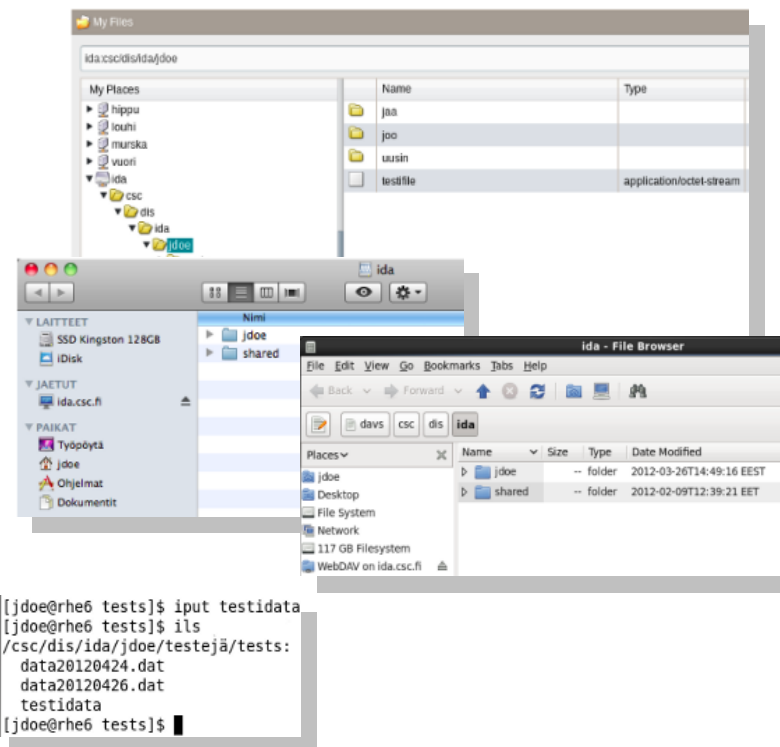 My Files
ida:csc/dis/ida/jdoe
My Places
hippu
louhi
murska
vuori
ida
csc
dis
ida
jdoe
Name Type
jaa
joo
uusin
testifile application/octet-stream
ida
LAITTEET
SSD Kingston 128GB
iDisk
JAETUT
ida.csc.fi
PAIKAT
Työpöytä
jdoe
Ohjelmat
Dokumentit
Nimi
jdoe
shared
ida - File Browser
File Edit View Go Bookmarks Tabs Help
Back Forward
davs csc dis ida
Places
jdoe
Desktop
File System
Network
117 GB Filesystem
WebDAV on ida.csc.fi
Name Size Type Date Modified
jdoe -- folder 2012-03-26T14:49:16 EEST
shared -- folder 2012-02-09T12:39:21 EET
[jdoe@rhe6 tests]$ iput testidata
[jdoe@rhe6 tests]$ ils
/csc/dis/ida/jdoe/testejä/tests:
data20120424.dat
data20120426.dat
testidata
[jdoe@rhe6 tests]$